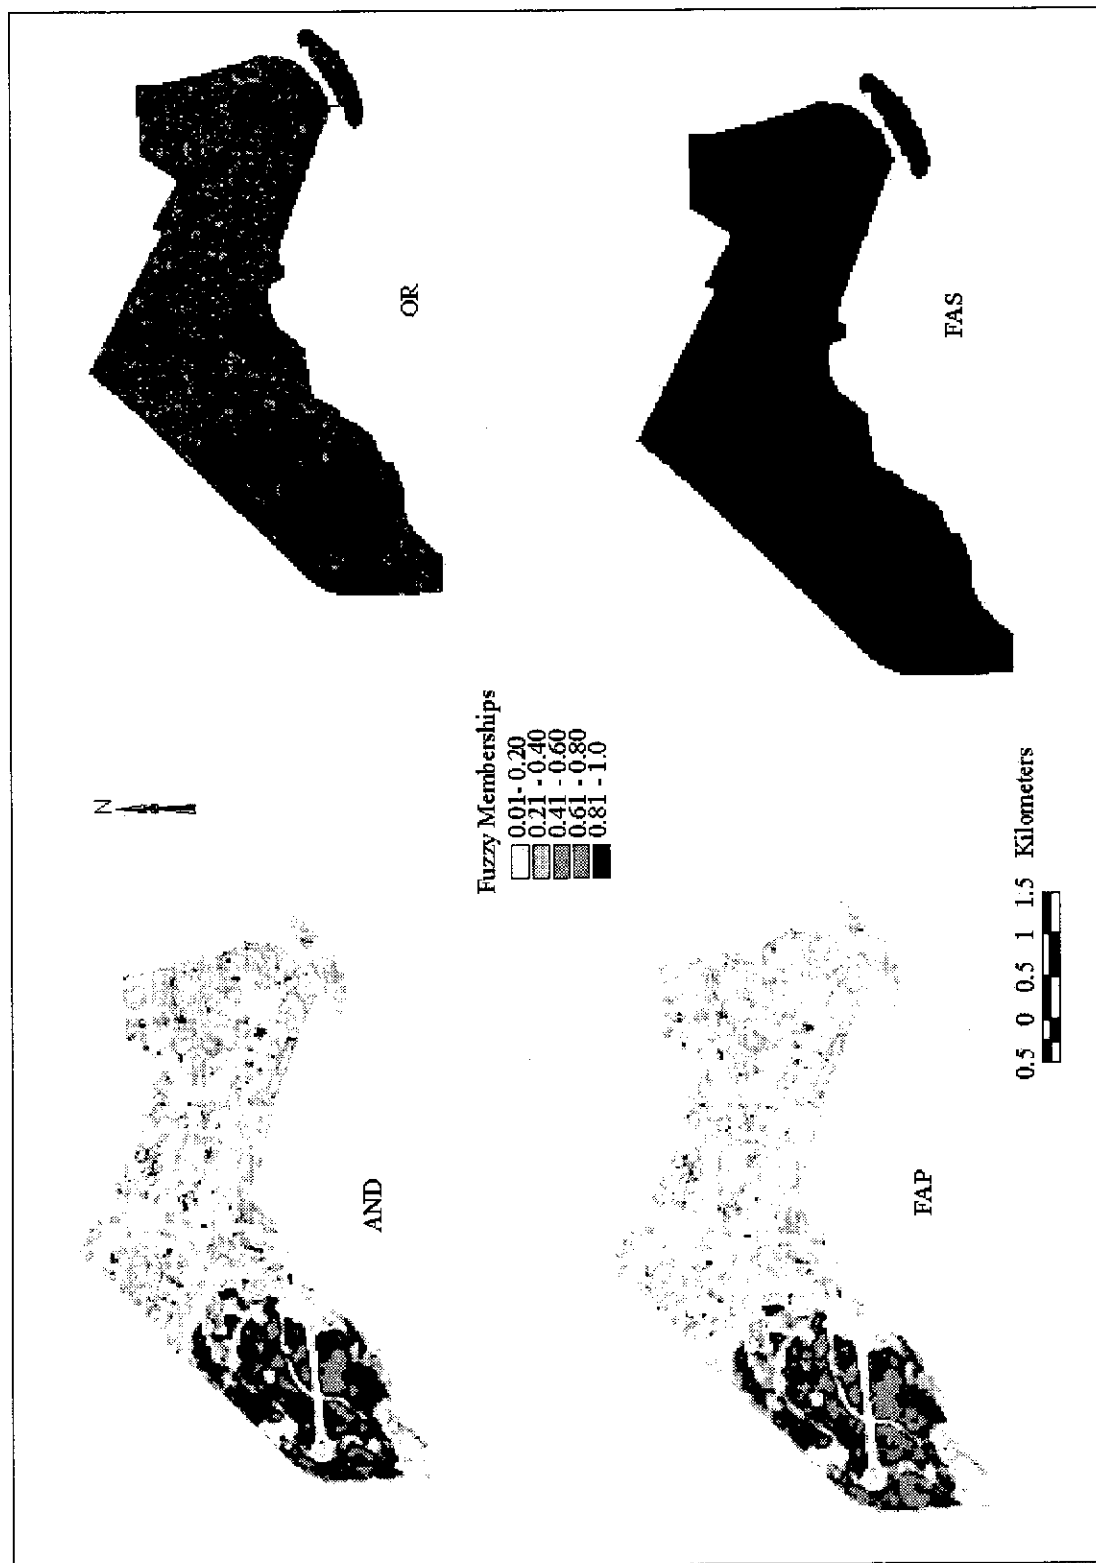 N
AND
OR
Fuzzy Memberships
0.01- 0.20
0.21 - 0.40
0.41 - 0.60
0.61 - 0.80
0.81 - 1.0
FAP
FAS
0.5 0 0.5 1 1.5 Kilometers